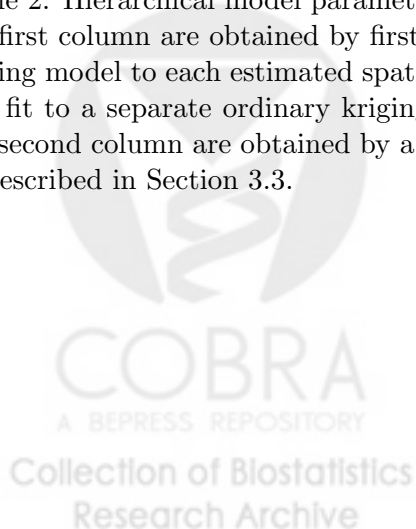 2. Hierarchical model paramet
first column are obtained by first
ing model to each estimated spat
fit to a separate ordinary kriging
second column are obtained by a
escribed in Section 3.3.
COBRA
A BEPRESS REPOSITORY
Collection of Biostatistics
Research Archive